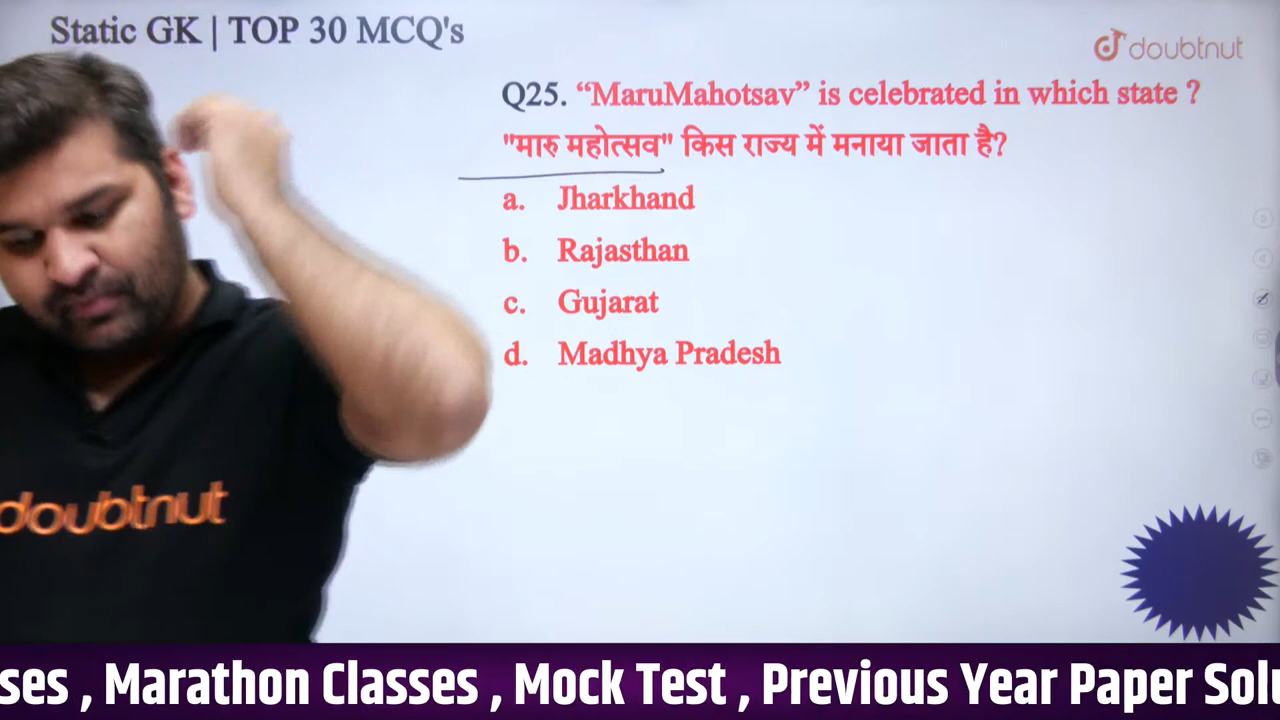 Static GK | TOP 30 MCQ's
doubtnut
Q25. “MaruMahotsav” is celebrated in which state ?
"मारु महोत्सव" किस राज्य में मनाया जाता है?
a. Jharkhand
b. Rajasthan
c. Gujarat
d. Madhya Pradesh
doubtnut
ses , Marathon Classes , Mock Test , Previous Year Paper Solu